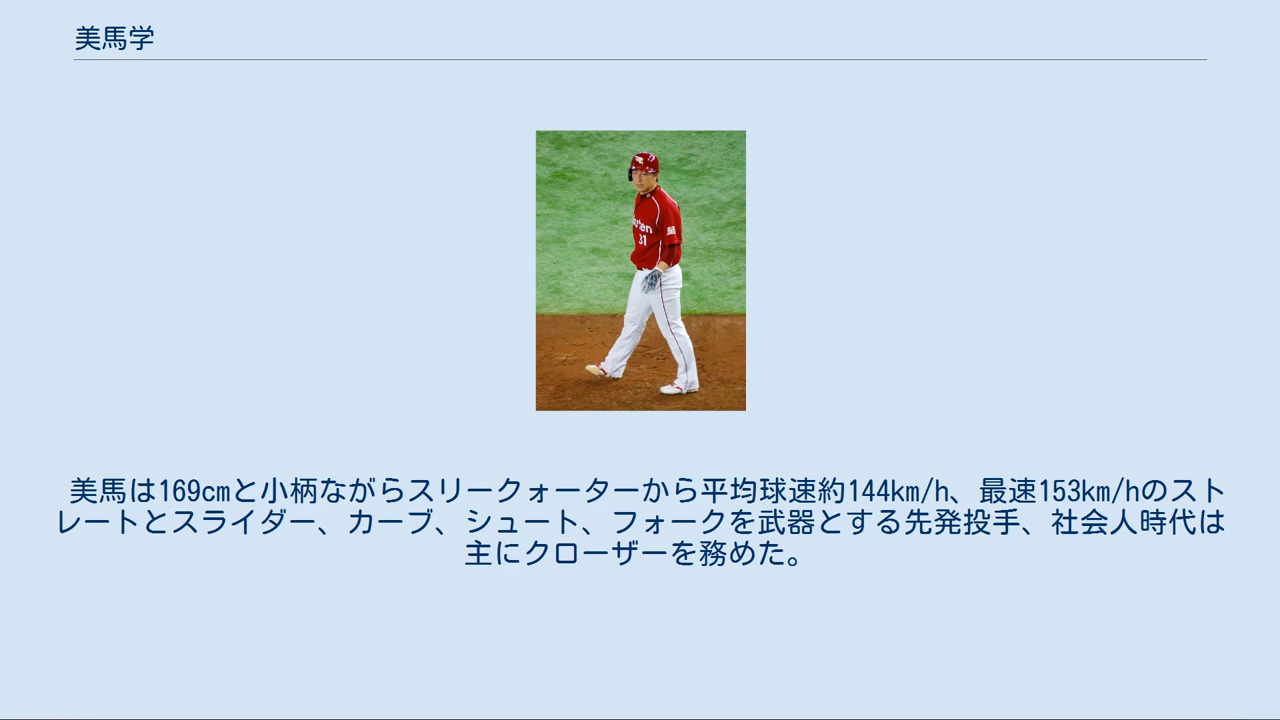 美馬学
31
美馬は169cmと小柄ながらスリークォーターから平均球速約144km/h、最速153km/hのスト
レートとスライダー、カーブ、シュート、フォークを武器とする先発投手、社会人時代は
主にクローザーを務めた。